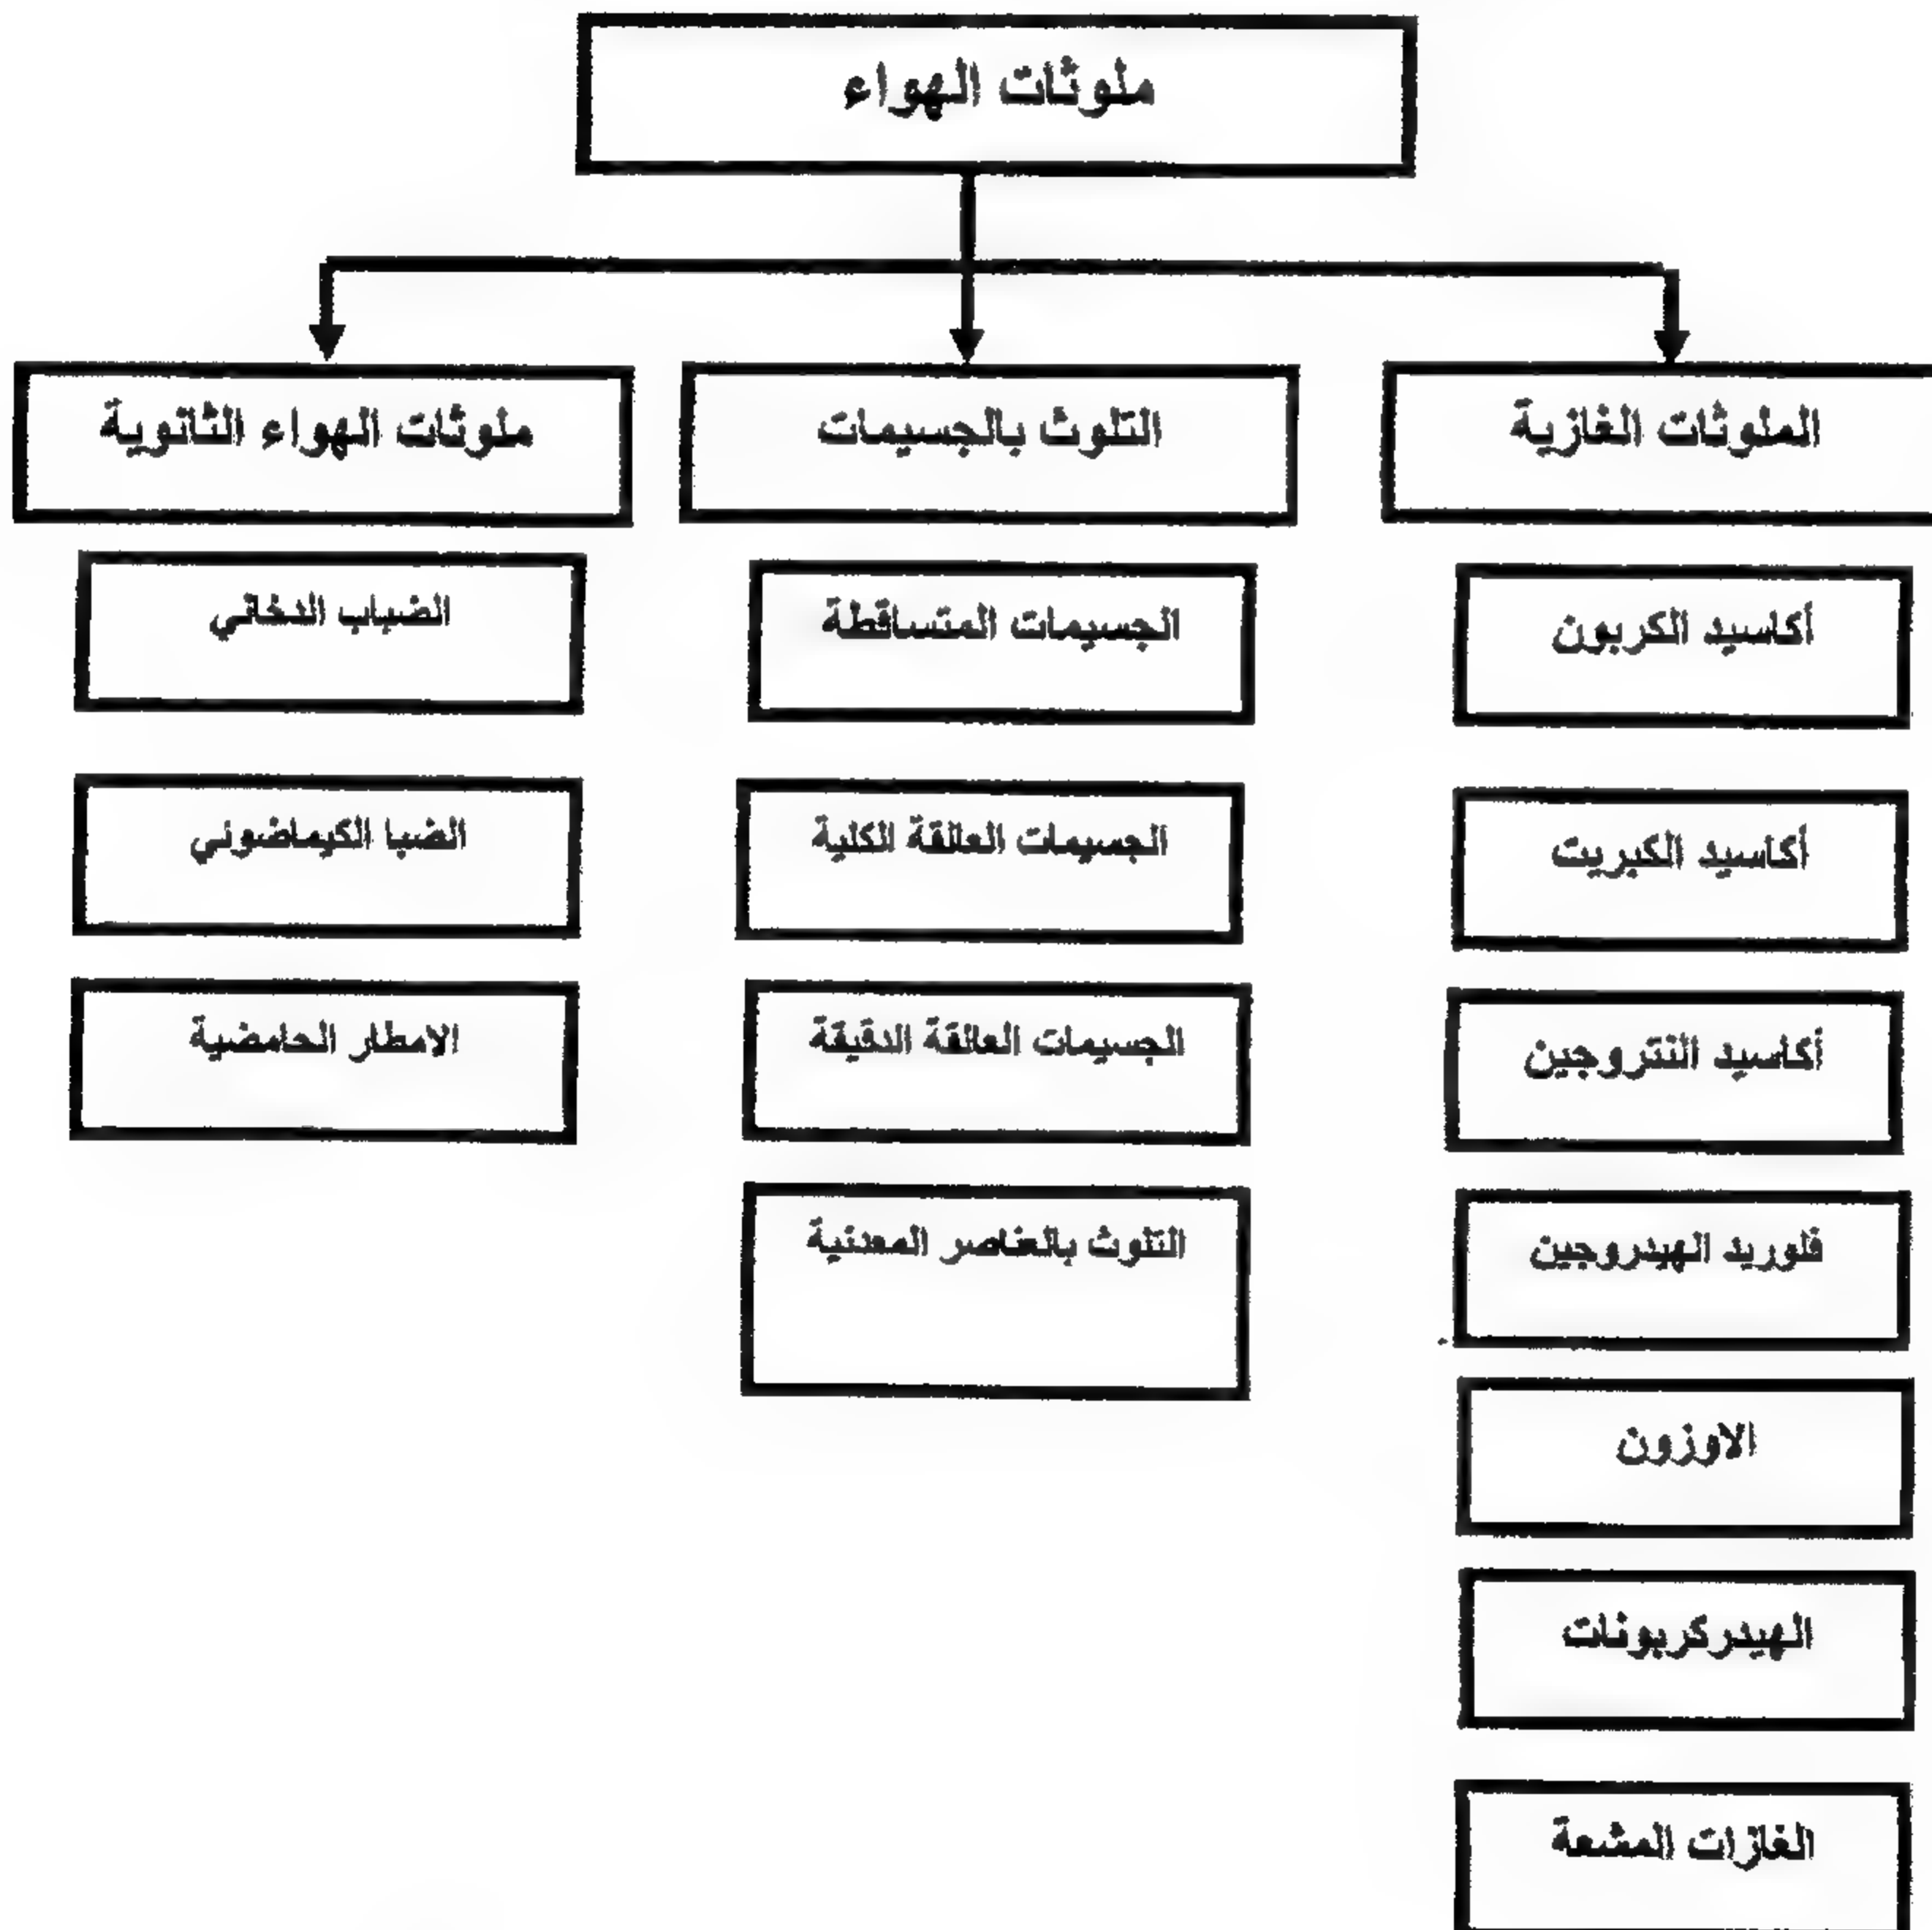 ملوثات الهواء
الملوثات الغازية
التلوث بالجسيمات
ملوثات الهواء الثانوية
أكاسيد الكربون
الجسيمات المتساقطة
الضباب الدخاني
أكاسيد الكبريت
الجسيمات العالقة الكلية
الضبا الكيماضوني
أكاسيد النتروجين
الجسيمات العالقة الدقيقة
الامطار الحامضية
فلوريد الهيدروجين
التلوث بالعناصر المعدنية
الاوزون
الهيدركربونات
الغازات المشعة